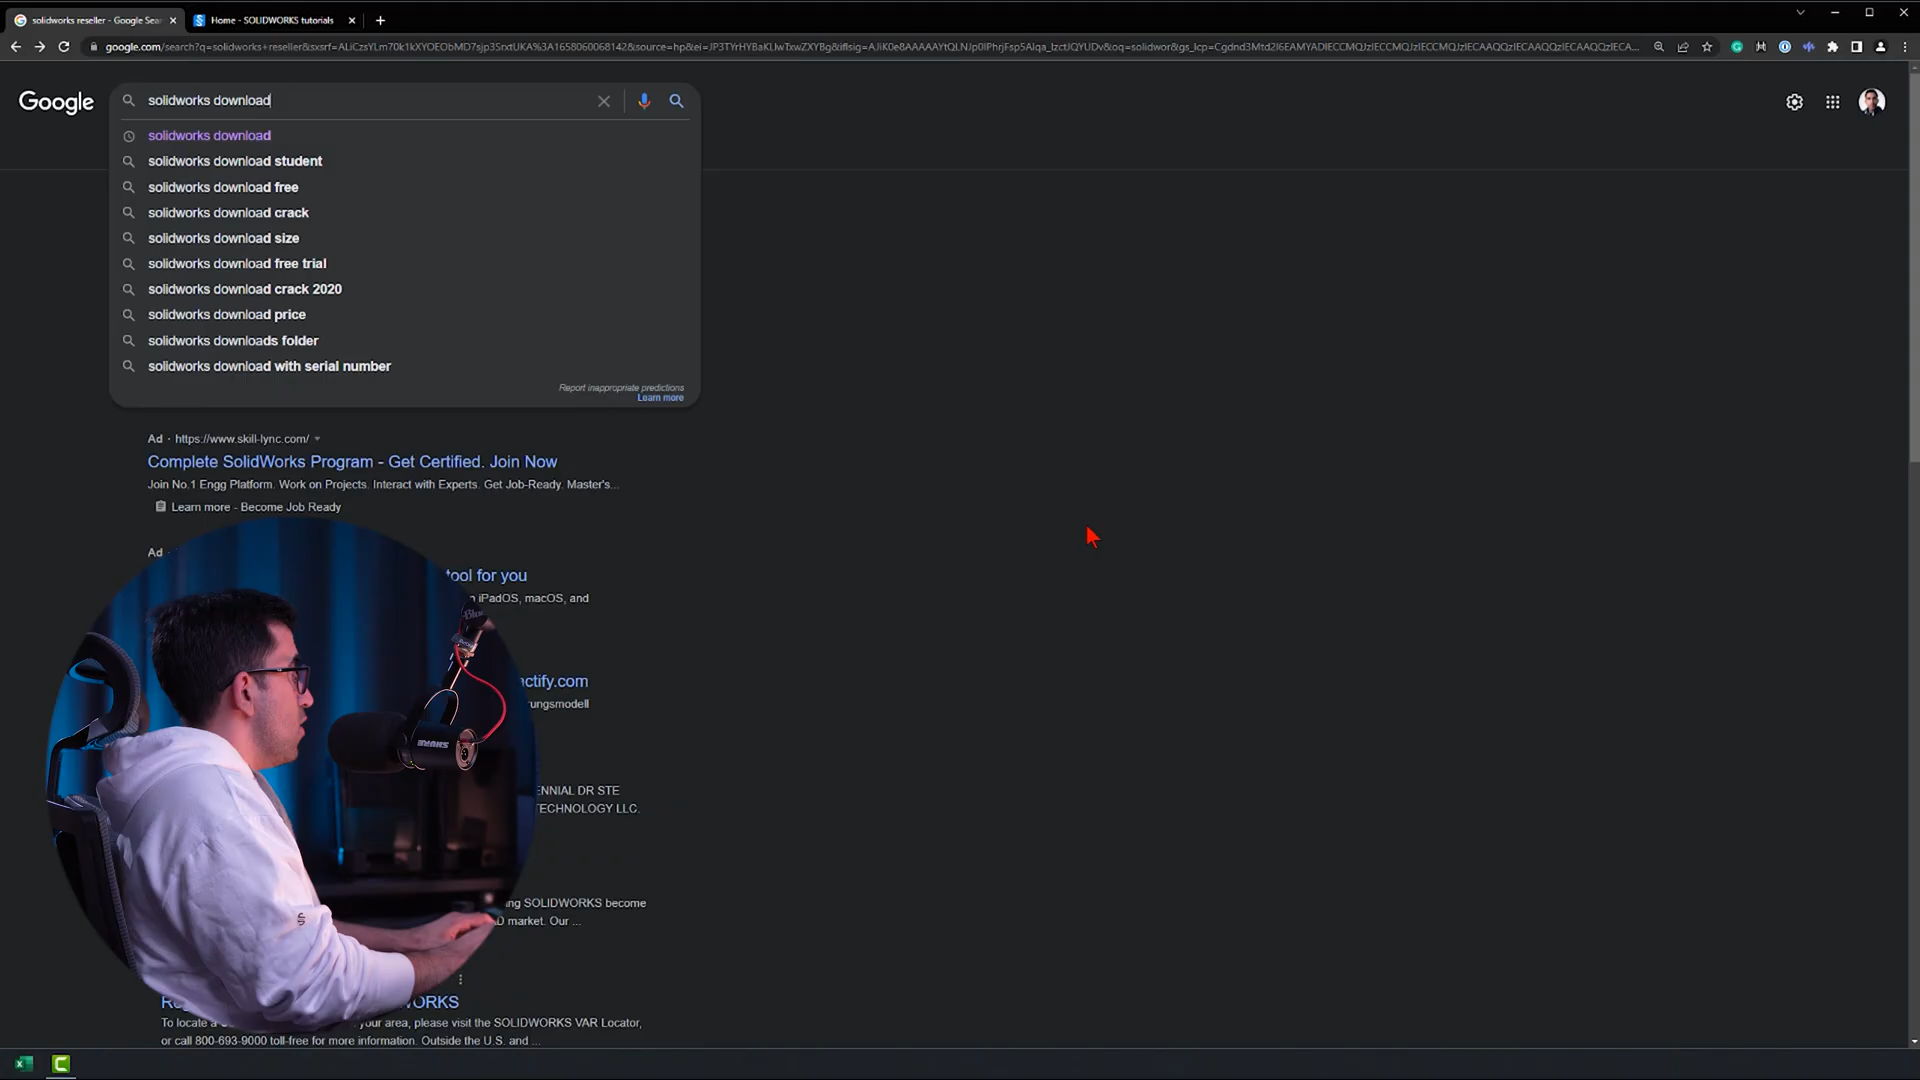 solidworks reseller - Google Sear
Home - SOLIDWORKS tutorials
Google
solidworks download
solidworks download
solidworks download student
solidworks download free
solidworks download crack
solidworks download size
solidworks download free trial
solidworks download crack 2020
solidworks download price
solidworks downloads folder
solidworks download with serial number
Report inappropriate predictions
Learn more
Ad · https://www.skill-lync.com/
Complete SolidWorks Program - Get Certified. Join Now
Join No.1 Engg Platform. Work on Projects. Interact with Experts. Get Job-Ready. Master's...
Learn more - Become Job Ready
Ad ·
tool for you
iPadOS, macOS, and
actify.com
ungsmodell
ENNIAL DR STE
TECHNOLOGY LLC.
ing SOLIDWORKS become
D market. Our ...
ORKS
To locate a your area, please visit the SOLIDWORKS VAR Locator,
or call 800-693-9000 toll-free for more information. Outside the U.S. and ...
SHURE